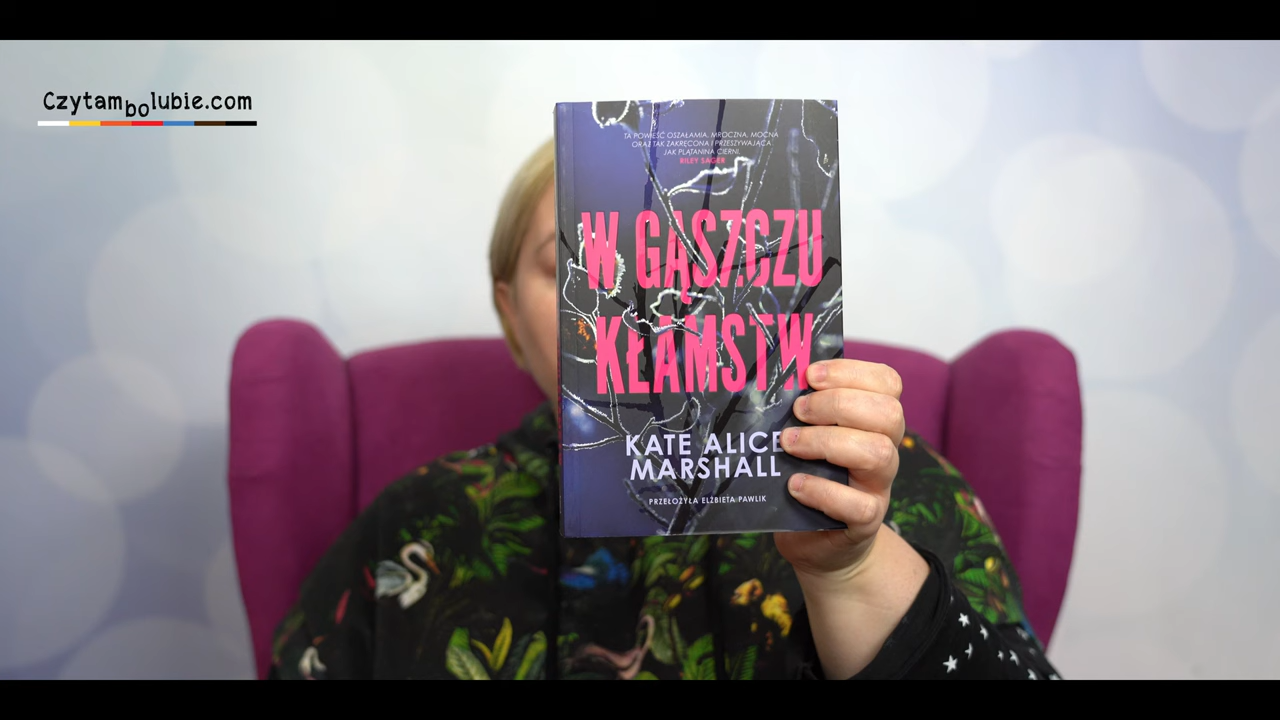 Czytambolubie.com
TA POWIEŚĆ OSZAŁAMIA. MROCZNA, MOCNA
ORAZ TAK ZAKRĘCONA I PRZESZYWAJĄCA
JAK PLĄTANINA CIERNI.
RILEY SAGER
W GĄSZCZU
KŁAMSTW
KATE ALICE
MARSHALL
PRZEŁOŻYŁA ELŻBIETA PAWLIK